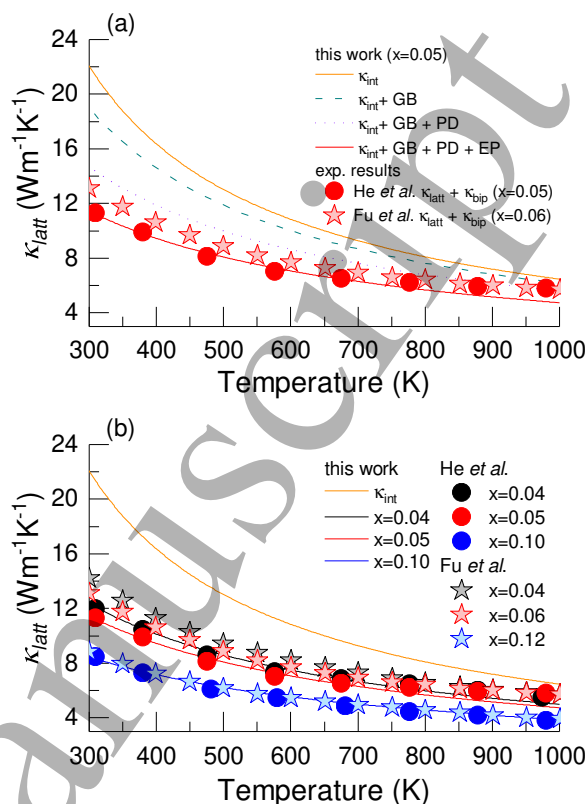 (a)
24
20
16
12
8
4
κlatt (Wm⁻¹K⁻¹)
this work (x=0.05)
κint
κint+ GB
κint+ GB + PD
κint+ GB + PD + EP
exp. results
He et al. κlatt + κbip (x=0.05)
Fu et al. κlatt + κbip (x=0.06)
300 400 500 600 700 800 900 1000
Temperature (K)
(b)
24
20
16
12
8
4
κlatt (Wm⁻¹K⁻¹)
this work
κint
x=0.04
x=0.05
x=0.10
He et al.
x=0.04
x=0.05
x=0.10
Fu et al.
x=0.04
x=0.06
x=0.12
300 400 500 600 700 800 900 1000
Temperature (K)
anuscript